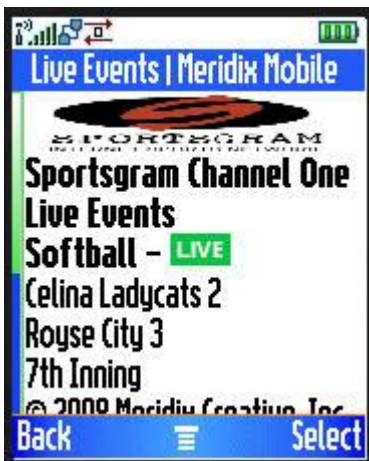 Live Events | Meridix Mobile
SPORTSGRAM
Sportsgram Channel One
Live Events
Softball – LIVE
Celina Ladycats 2
Royse City 3
7th Inning
© 2009 Meridix Creative, Inc
Back Select